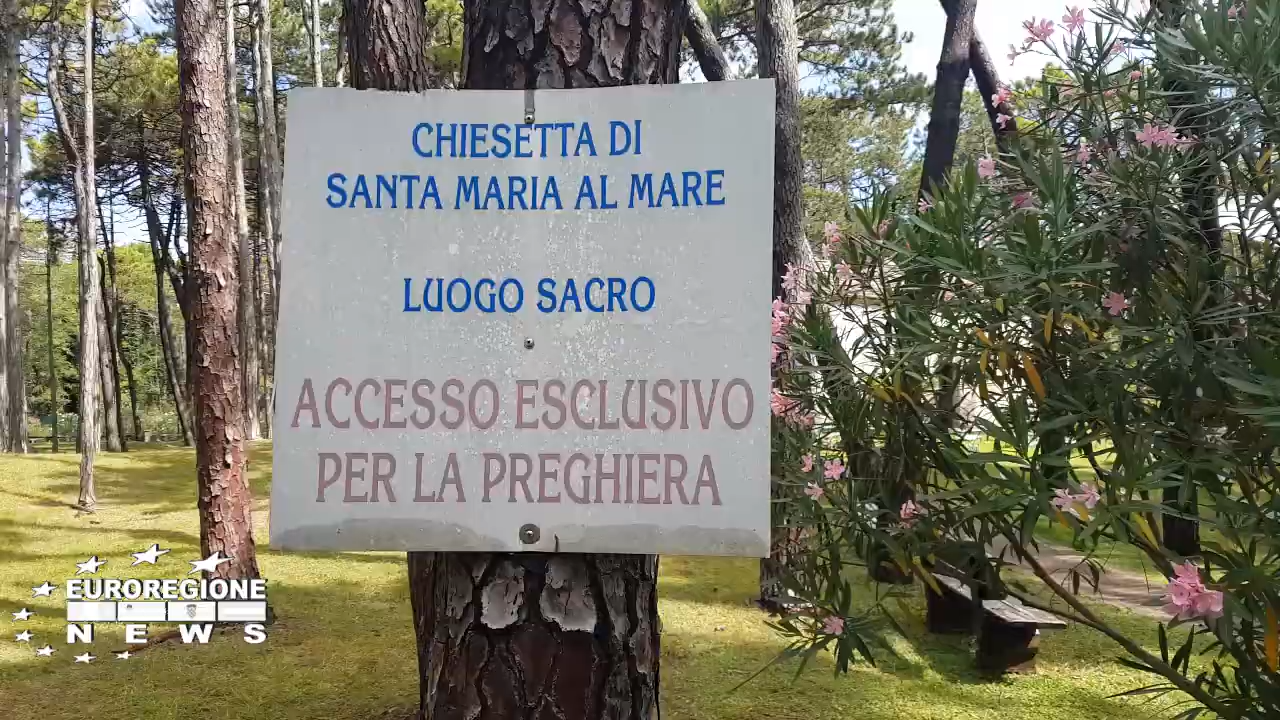 CHIESETTA DI
SANTA MARIA AL MARE
LUOGO SACRO
ACCESSO ESCLUSIVO
PER LA PREGHIERA
EUROREGIONE
NEWS